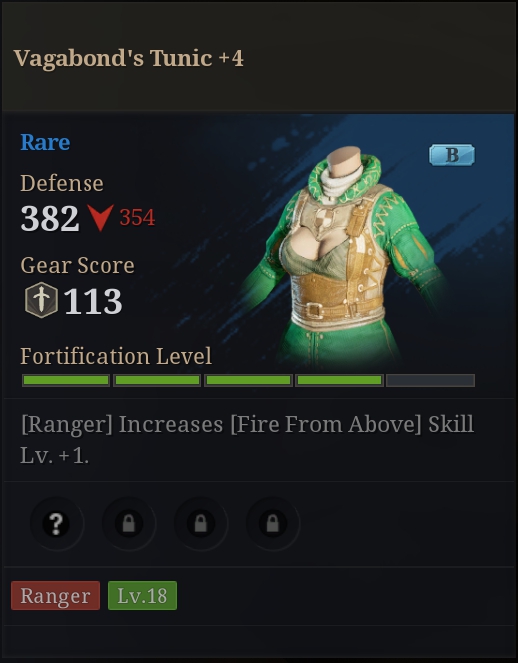 Vagabond's Tunic +4
Rare
B
Defense
382 354
Gear Score
113
Fortification Level
[Ranger] Increases [Fire From Above] Skill
Lv. +1.
?
Ranger Lv.18